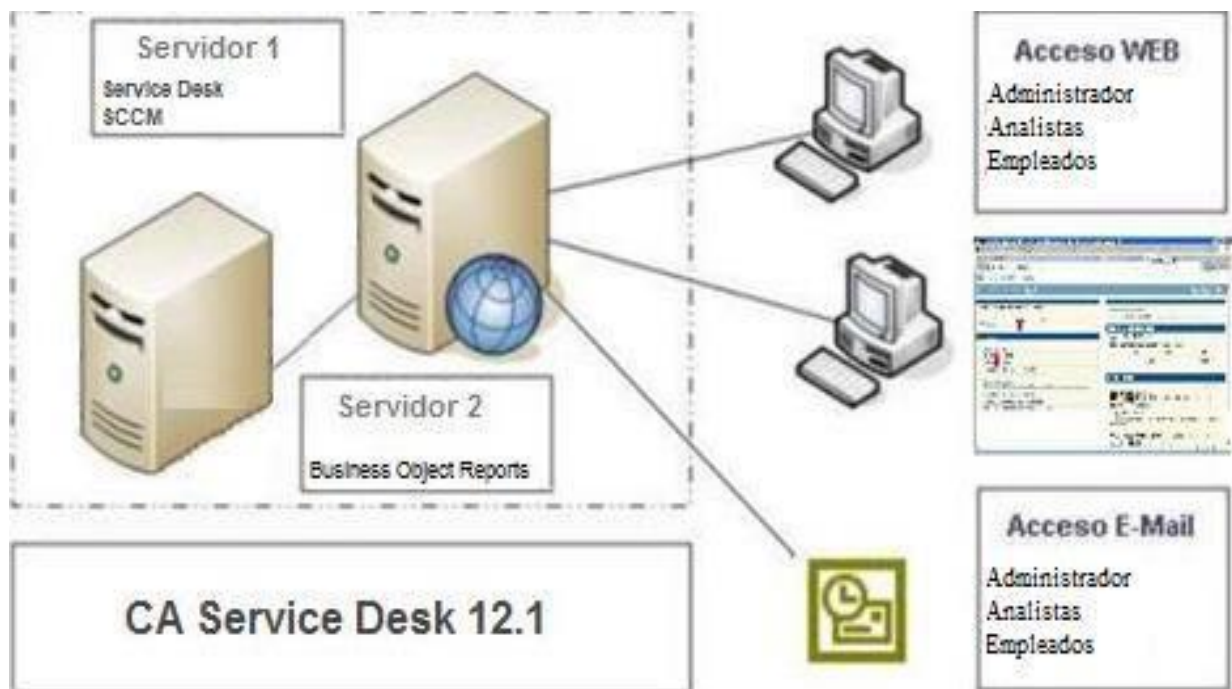 Servidor 1
Service Desk
SCCM
Servidor 2
Business Object Reports
CA Service Desk 12.1
Acceso WEB
Administrador
Analistas
Empleados
Acceso E-Mail
Administrador
Analistas
Empleados